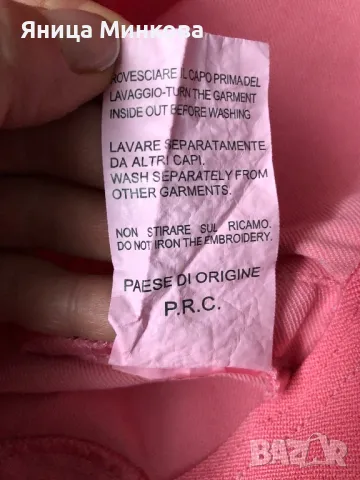 Яница Минкова
ROVESCIARE IL CAPO PRIMA DEL
LAVAGGIO-TURN THE GARMENT
INSIDE OUT BEFORE WASHING
LAVARE SEPARATAMENTE
DA ALTRI CAPI.
WASH SEPARATELY FROM
OTHER GARMENTS.
NON STIRARE SUL RICAMO.
DO NOT IRON THE EMBROIDERY.
PAESE DI ORIGINE
P.R.C.
BAZAR